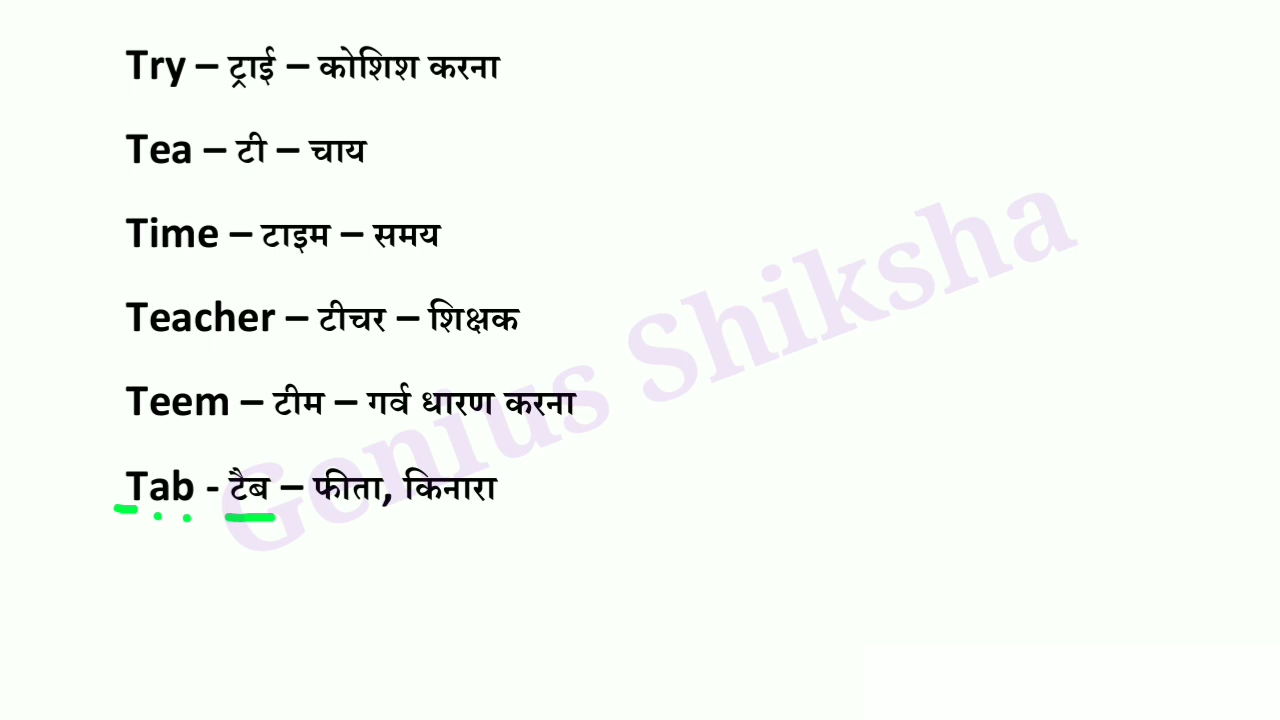 Try – ट्राई – कोशिश करना
Tea – टी – चाय
Time – टाइम – समय
Teacher – टीचर – शिक्षक
Teem – टीम – गर्व धारण करना
Tab - टैब – फीता, किनारा
Genius Shiksha